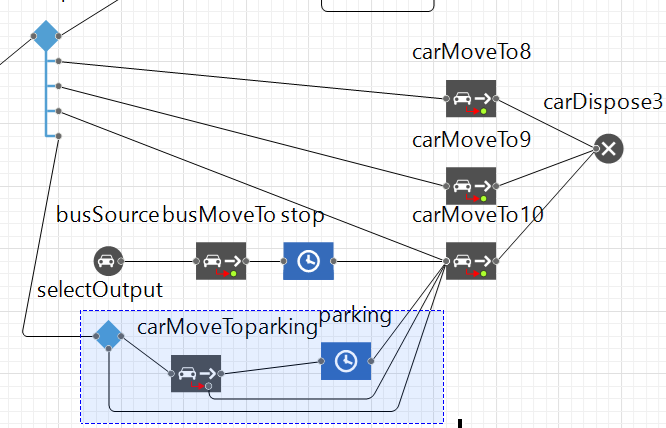 carMoveTo8
carDispose3
carMoveTo9
busSource busMoveTo stop
carMoveTo10
selectOutput
parking
carMoveToparking